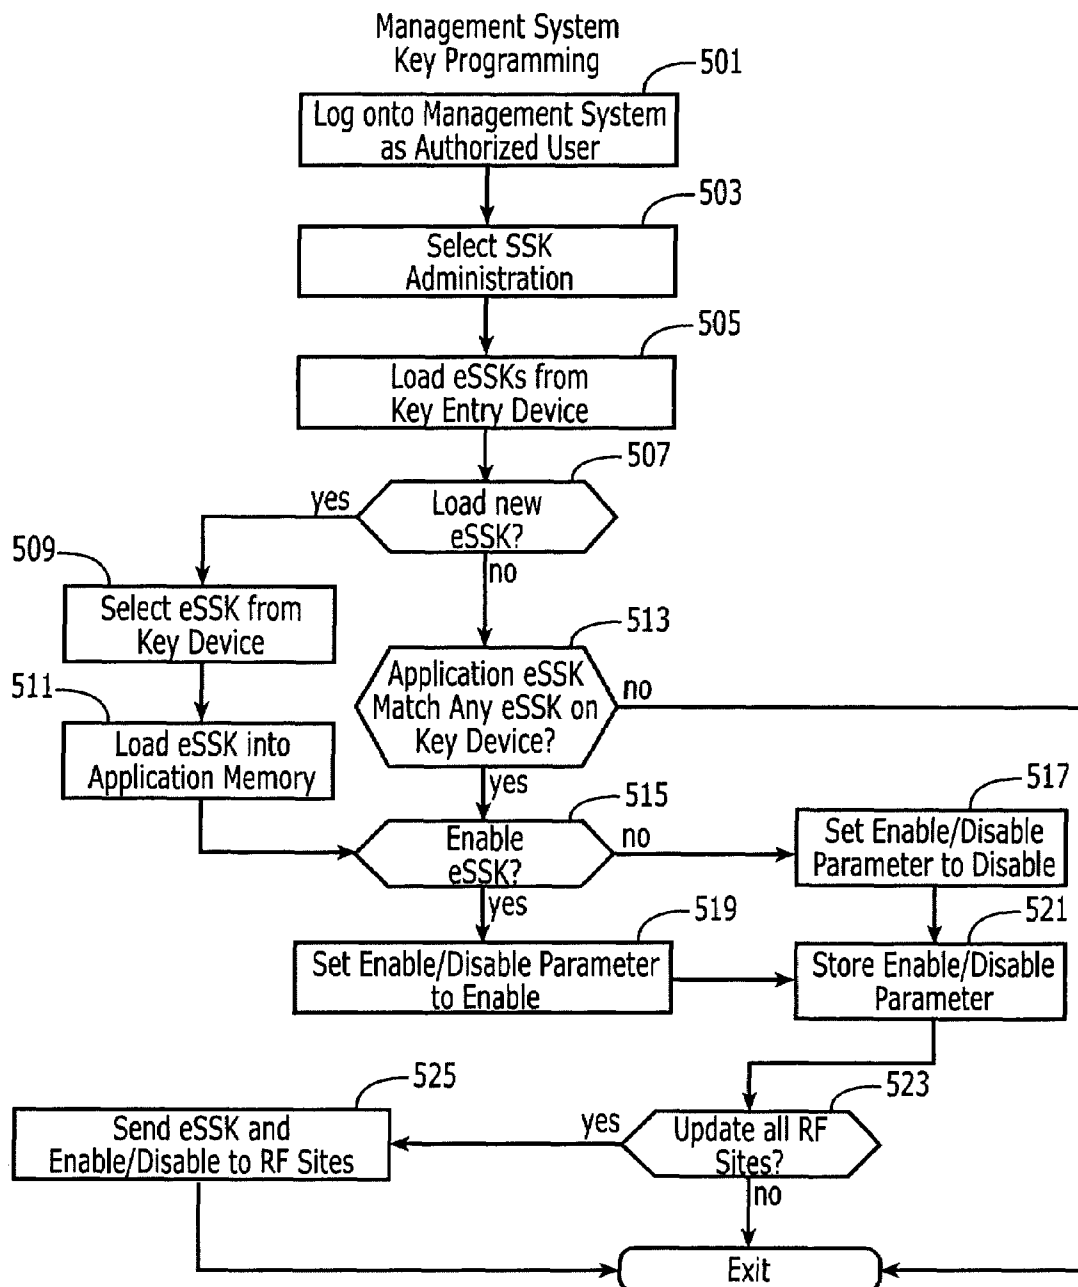 Management System
Key Programming
501
Log onto Management System
as Authorized User
503
Select SSK
Administration
505
Load eSSKs from
Key Entry Device
507
Load new
eSSK?
yes
no
509
Select eSSK from
Key Device
511
Load eSSK into
Application Memory
513
Application eSSK
Match Any eSSK on
Key Device?
no
yes
515
Enable
eSSK?
no
yes
517
Set Enable/Disable
Parameter to Disable
519
Set Enable/Disable Parameter
to Enable
521
Store Enable/Disable
Parameter
523
Update all RF
Sites?
yes
no
525
Send eSSK and
Enable/Disable to RF Sites
Exit